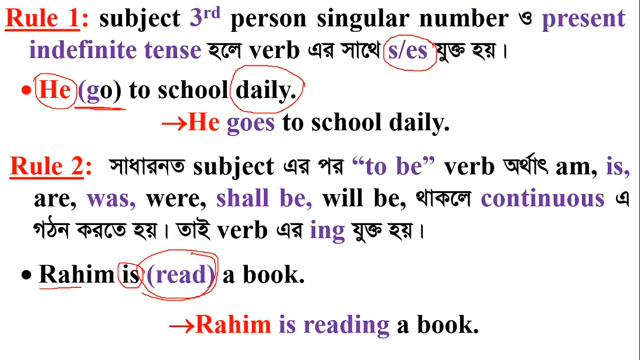 Rule 1: subject 3rd person singular number ও present
indefinite tense হলে verb এর সাথে s/es যুক্ত হয়।
• He (go) to school daily.
→He goes to school daily.
Rule 2: সাধারনত subject এর পর “to be” verb অর্থাৎ am, is,
are, was, were, shall be, will be, থাকলে continuous এ
গঠন করতে হয়। তাই verb এর ing যুক্ত হয়।
• Rahim is (read) a book.
→Rahim is reading a book.